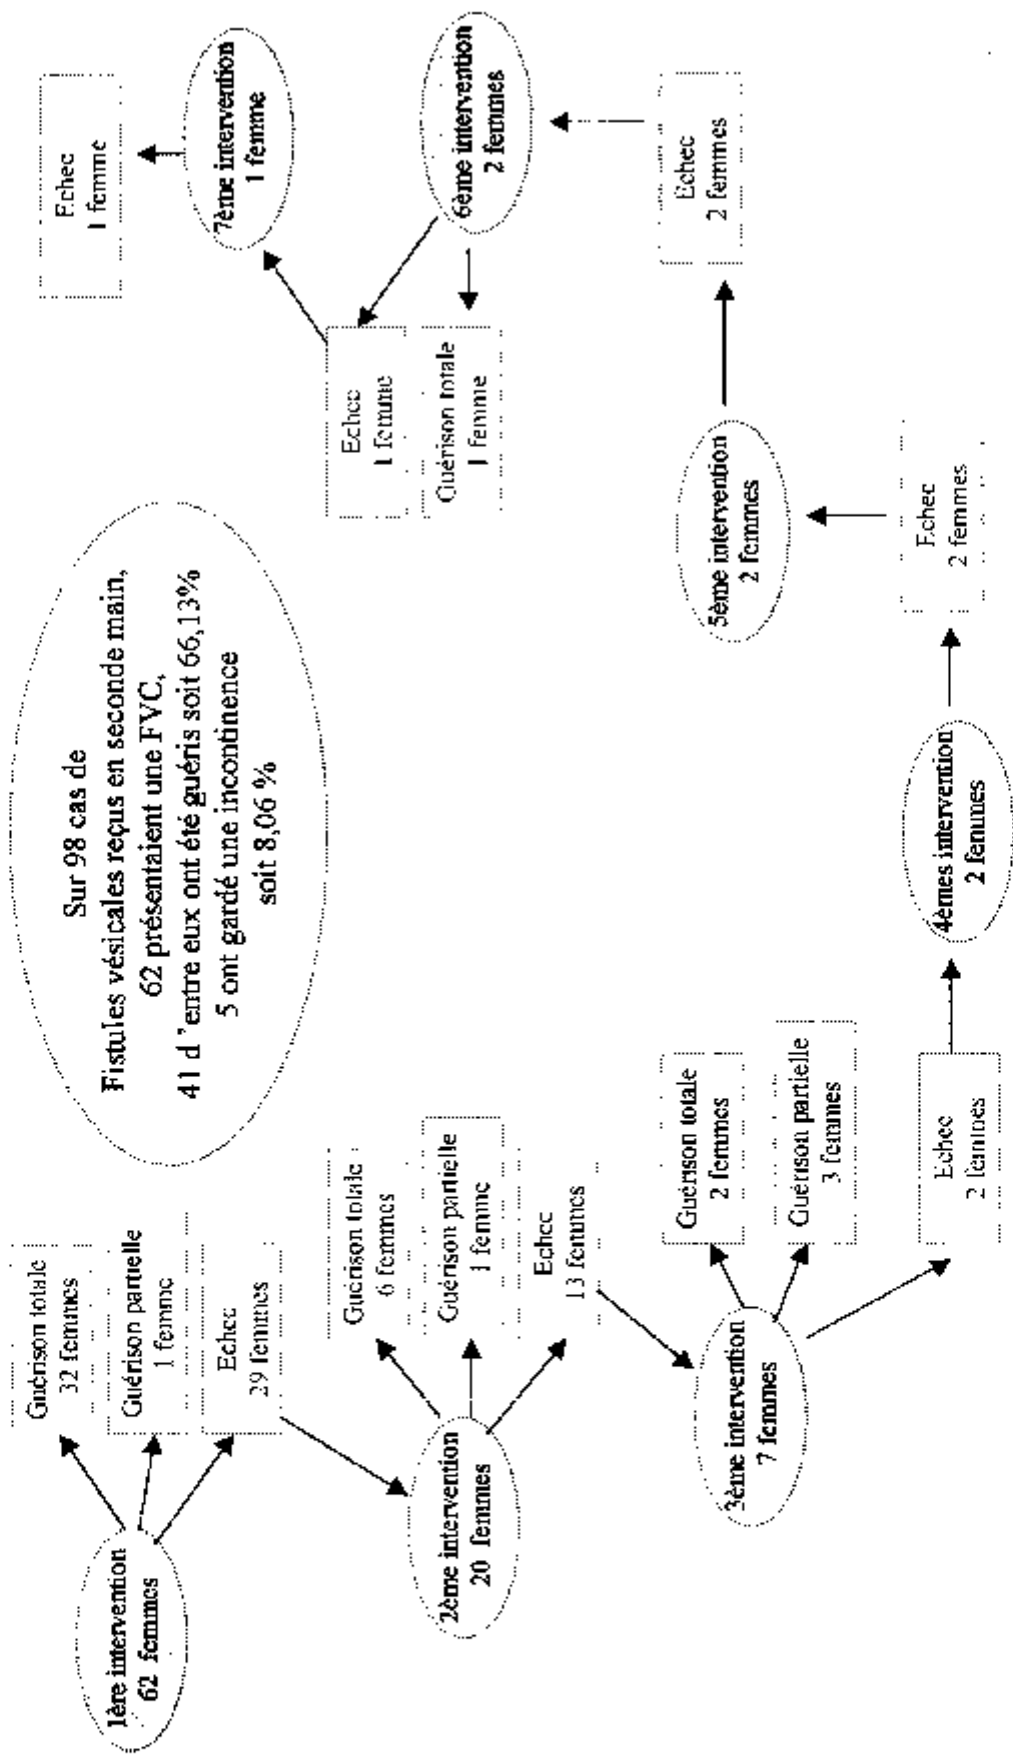 Sur 98 cas de
Fistules vésicales reçus en seconde main,
62 présentaient une FVC,
41 d 'entre eux ont été guéris soit 66,13%
5 ont gardé une incontinence
soit 8,06 %
1ère intervention
62 femmes
Guérison totale
32 femmes
Guérison partielle
1 femme
Echec
29 femmes
2ème intervention
20 femmes
Guérison totale
6 femmes
Guérison partielle
1 femme
Echec
13 femmes
3ème intervention
7 femmes
Guérison totale
2 femmes
Guérison partielle
3 femmes
Echec
2 femmes
4èmes intervention
2 femmes
Echec
2 femmes
5ème intervention
2 femmes
Echec
2 femmes
6ème intervention
2 femmes
Echec
1 femme
Guérison totale
1 femme
7ème intervention
1 femme
Echec
1 femme